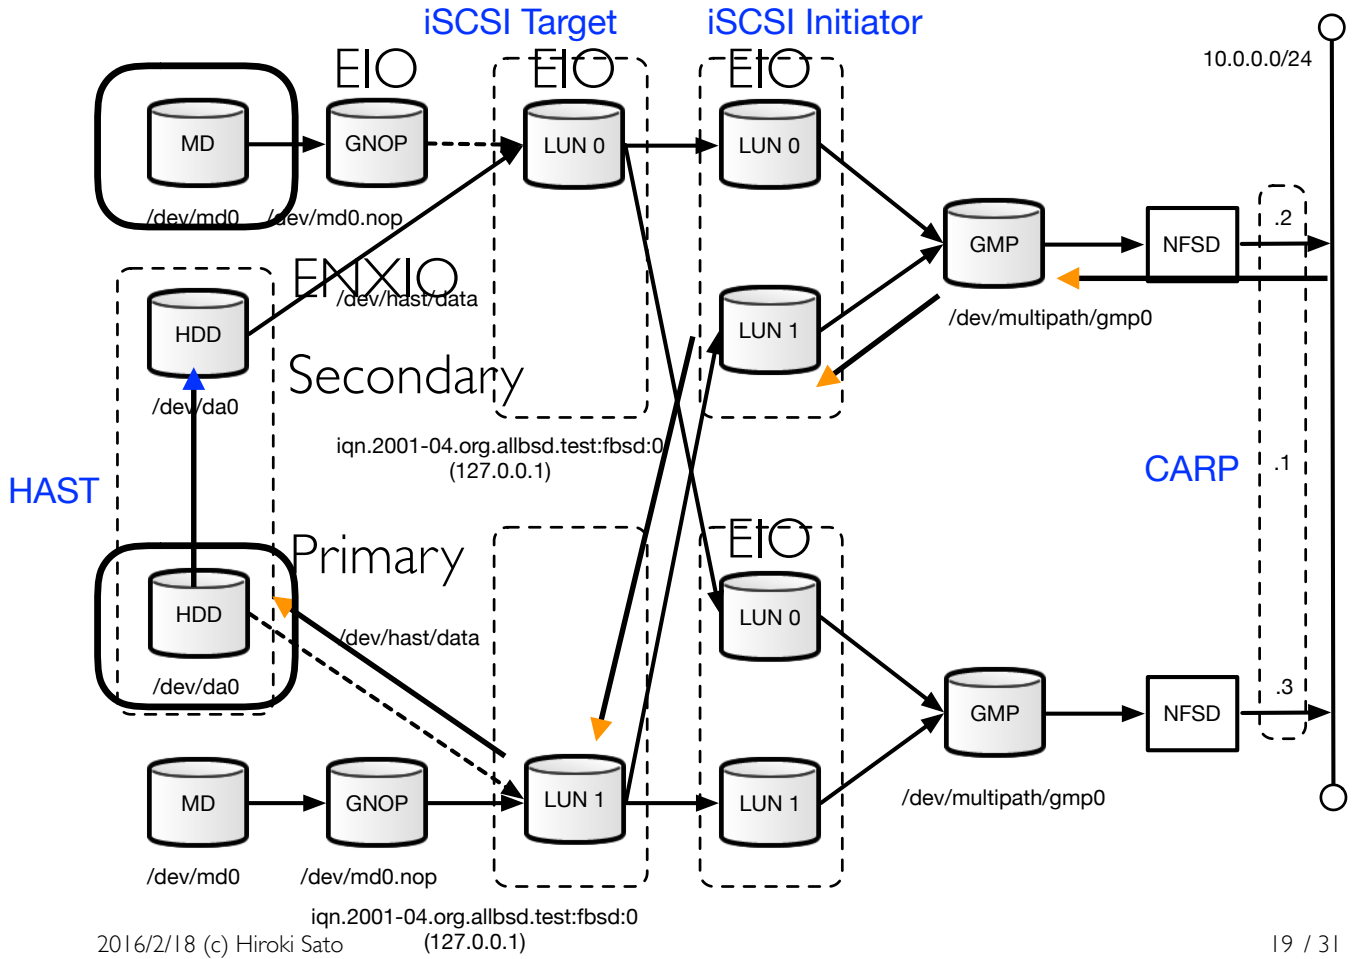 iSCSI Target
iSCSI Initiator
10.0.0.0/24
EIO
EIO
EIO
MD
GNOP
LUN 0
LUN 0
/dev/md0
/dev/md0.nop
.2
GMP
NFSD
ENXIO
/dev/hast/data
HDD
LUN 1
/dev/multipath/gmp0
Secondary
/dev/da0
iqn.2001-04.org.allbsd.test:fbsd:0
(127.0.0.1)
HAST
CARP
.1
Primary
EIO
HDD
LUN 0
/dev/hast/data
/dev/da0
.3
GMP
NFSD
MD
GNOP
LUN 1
LUN 1
/dev/multipath/gmp0
/dev/md0
/dev/md0.nop
iqn.2001-04.org.allbsd.test:fbsd:0
(127.0.0.1)
2016/2/18 (c) Hiroki Sato
19 / 31